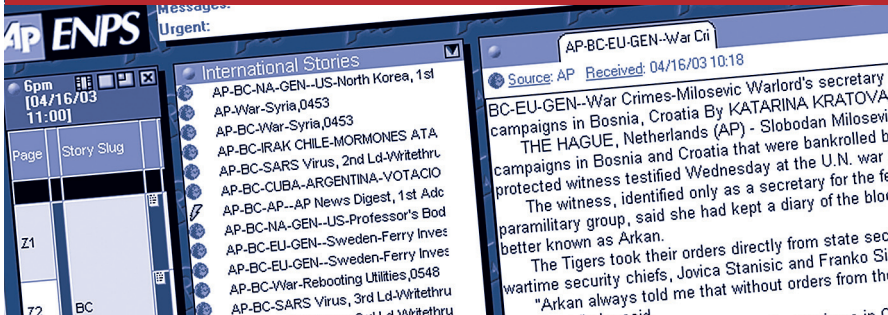 Messages:
Urgent:
AP ENPS
6pm
[04/16/03
11:00]
Page
Story Slug
Z1
Z2
BC
International Stories
AP-BC-NA-GEN--US-North Korea, 1st
AP-War-Syria,0453
AP-BC-War-Syria,0453
AP-BC-IRAK CHILE-MORMONES ATA
AP-BC-SARS Virus, 2nd Ld-Writethru
AP-BC-CUBA-ARGENTINA-VOTACIO
AP-BC-AP--AP News Digest, 1st Add
AP-BC-NA-GEN--US-Professor's Bod
AP-BC-EU-GEN--Sweden-Ferry Inves
AP-BC-EU-GEN--Sweden-Ferry Inves
AP-BC-War-Rebooting Utilities,0548
AP-BC-SARS Virus, 3rd Ld-Writethru
3rd Ld-Writethru
AP-BC-EU-GEN--War Cri
Source: AP Received: 04/16/03 10:18
BC-EU-GEN--War Crimes-Milosevic Warlord's secretary
campaigns in Bosnia, Croatia By KATARINA KRATOVA
THE HAGUE, Netherlands (AP) - Slobodan Milosevi
campaigns in Bosnia and Croatia that were bankrolled b
protected witness testified Wednesday at the U.N. war
The witness, identified only as a secretary for the fe
paramilitary group, said she had kept a diary of the bloo
better known as Arkan.
The Tigers took their orders directly from state sec
wartime security chiefs, Jovica Stanisic and Franko Si
"Arkan always told me that without orders from the
said